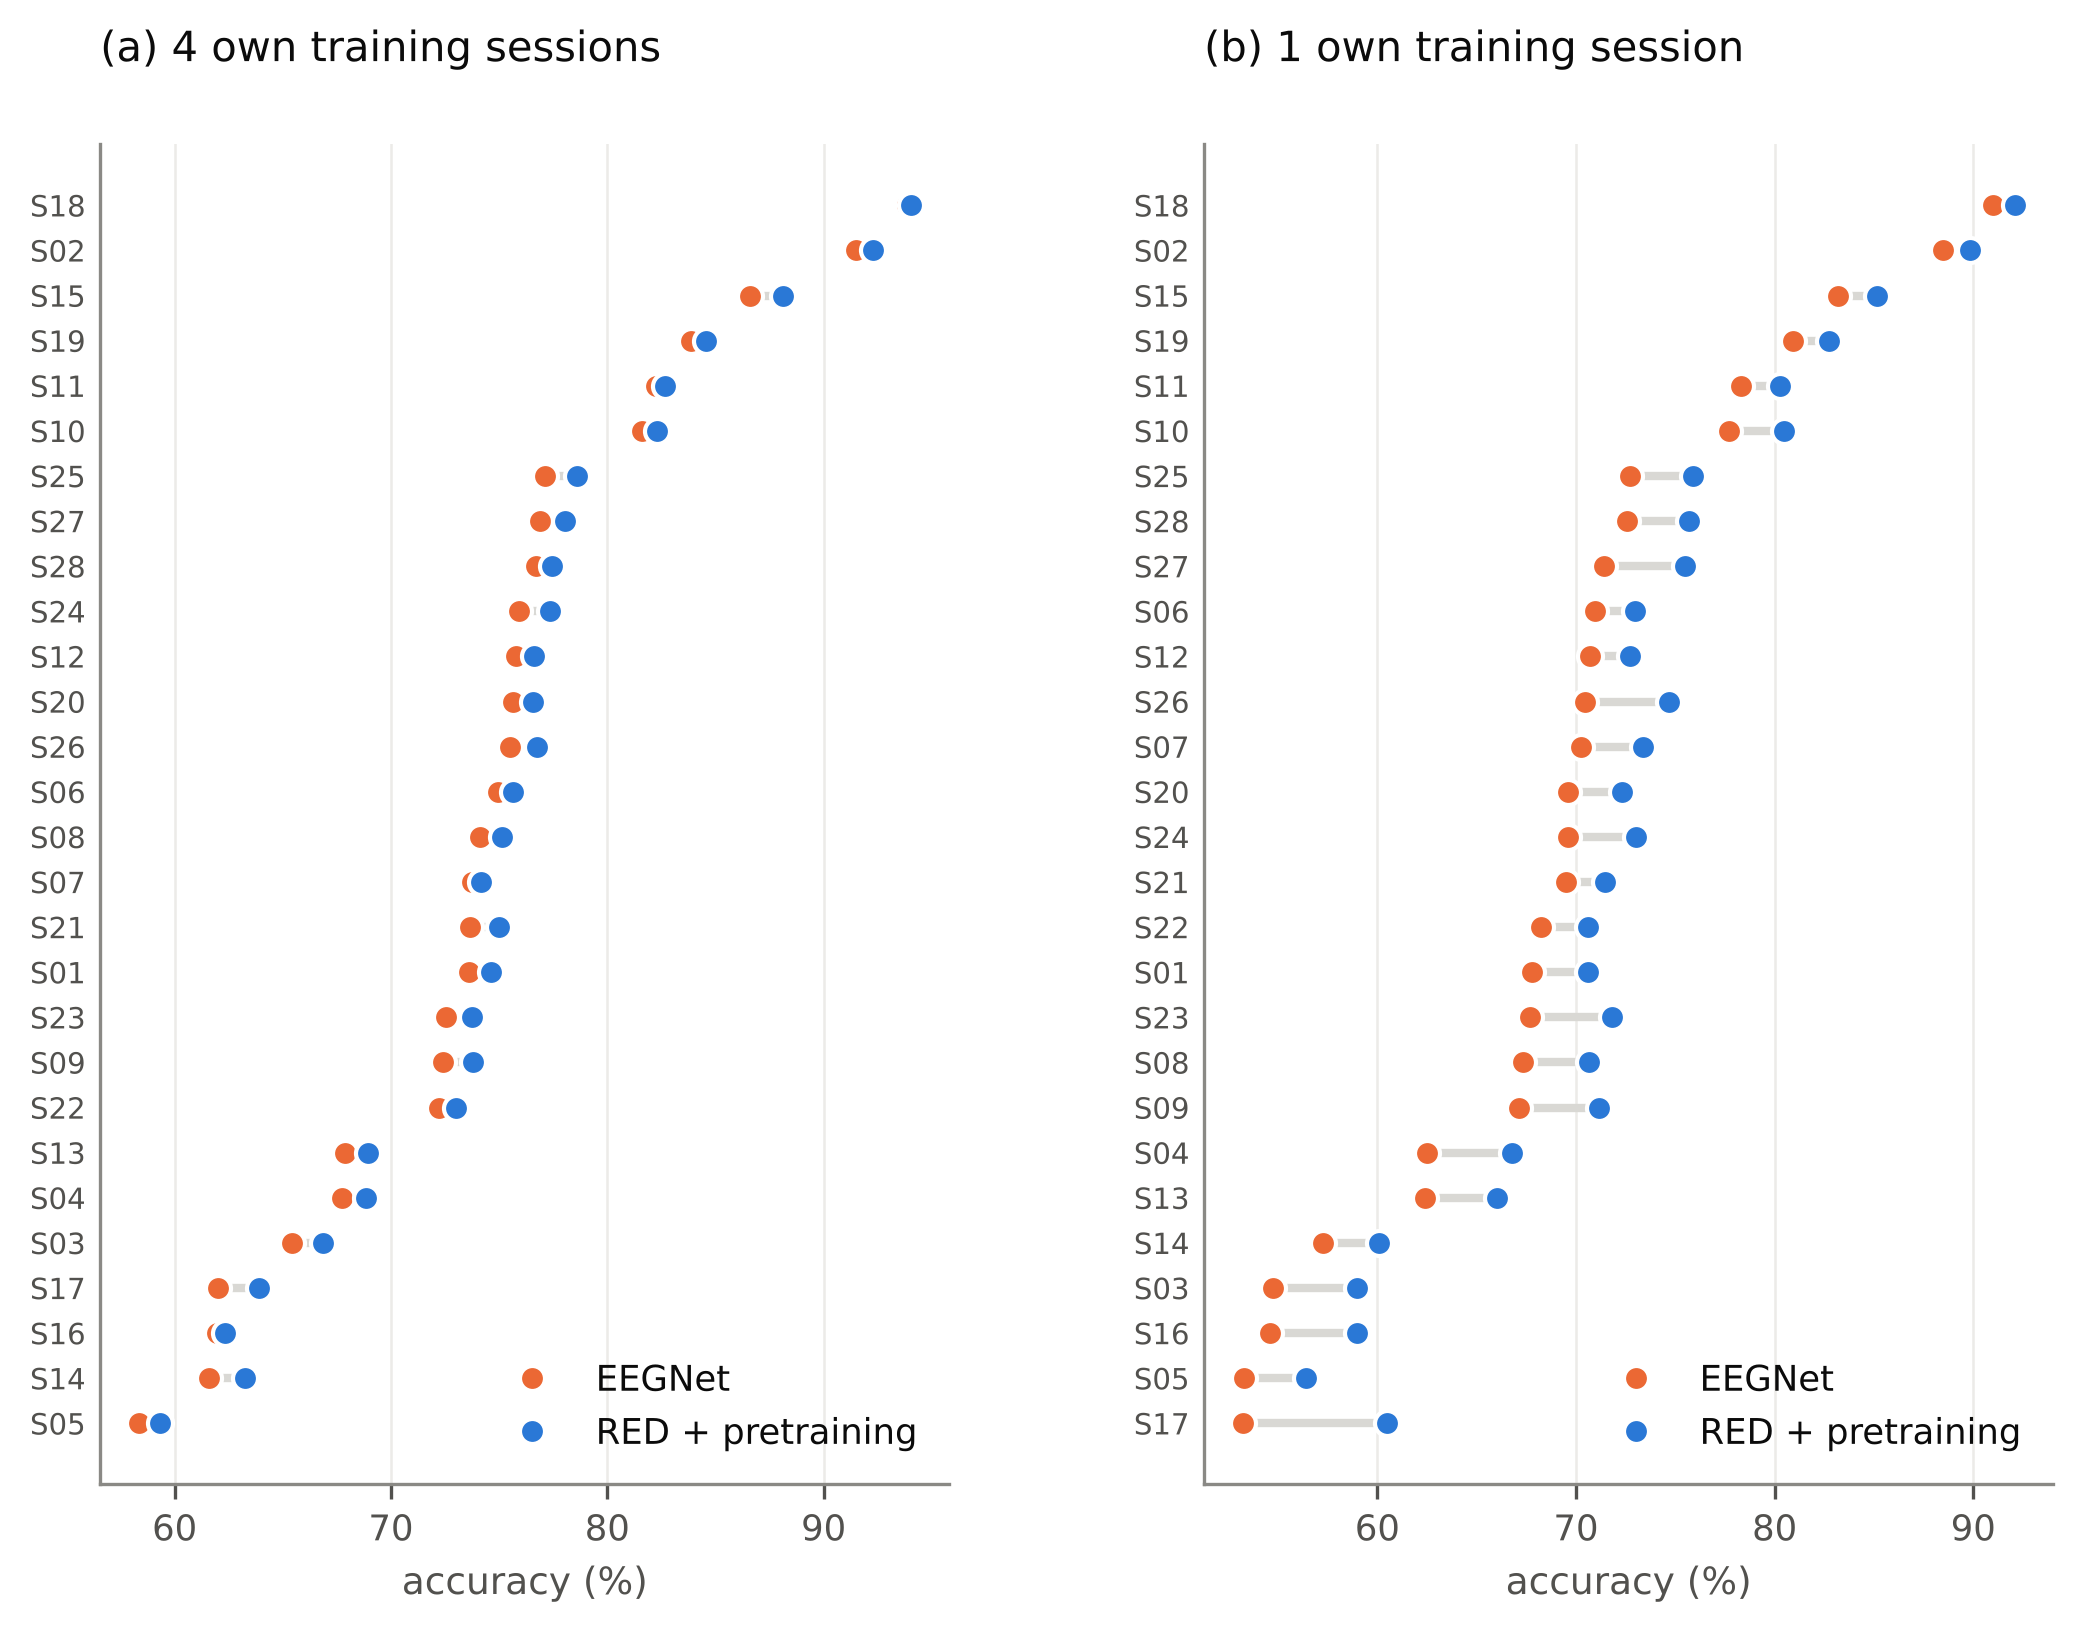 (a) 4 own training sessions
S18
S02
S15
S19
S11
S10
S25
S27
S28
S24
S12
S20
S26
S06
S08
S07
S21
S01
S23
S09
S22
S13
S04
S03
S17
S16
S14
S05
EEGNet
RED + pretraining
60 70 80 90
accuracy (%)
(b) 1 own training session
S18
S02
S15
S19
S11
S10
S25
S28
S27
S06
S12
S26
S07
S20
S24
S21
S22
S01
S23
S08
S09
S04
S13
S14
S03
S16
S05
S17
EEGNet
RED + pretraining
60 70 80 90
accuracy (%)